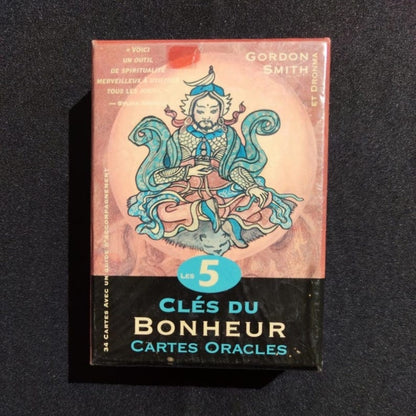 « VOICI
UN OUTIL
DE SPIRITUALITÉ
MERVEILLEUX À UTILISER
TOUS LES JOURS. »
GORDON
SMITH
ET DRONMA
34 CARTES AVEC UN GUIDE D'ACCOMPAGNEMENT
LES 5
CLÉS DU
BONHEUR
CARTES ORACLES